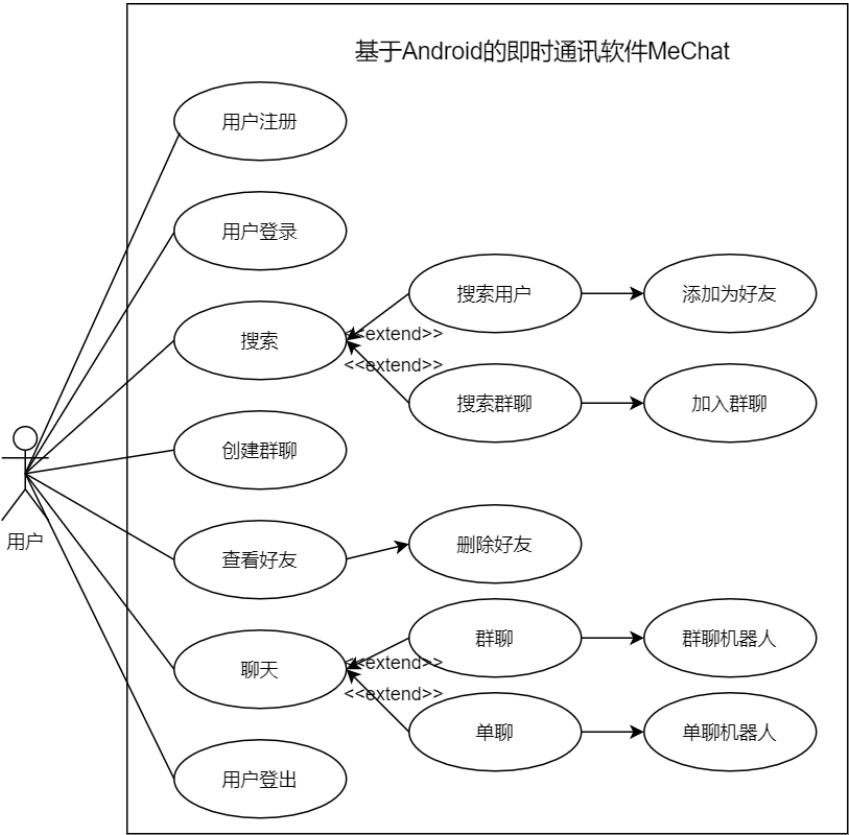 基于Android的即时通讯软件MeChat
用户注册
用户登录
搜索用户
添加为好友
<<extend>>
搜索
<<extend>>
搜索群聊
加入群聊
创建群聊
用户
查看好友
删除好友
群聊
群聊机器人
<<extend>>
聊天
<<extend>>
单聊
单聊机器人
用户登出